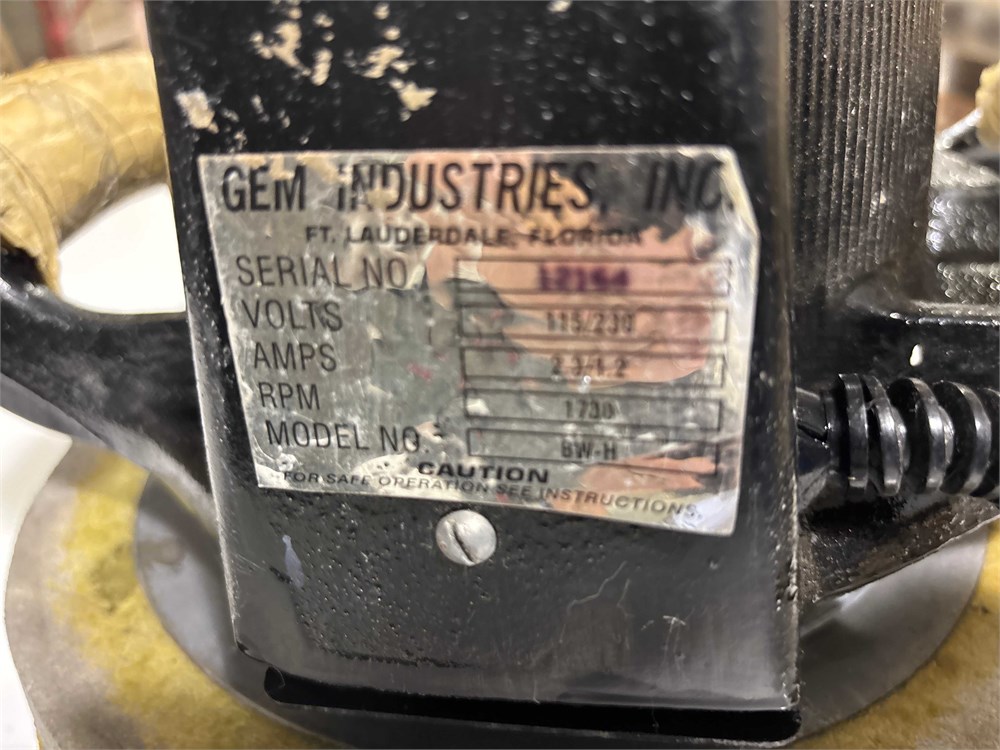 GEM INDUSTRIES, INC.
FT. LAUDERDALE, FLORIDA
SERIAL NO.
VOLTS 115/230
AMPS
RPM 1730
MODEL NO. BW-H
CAUTION
FOR SAFE OPERATION SEE INSTRUCTIONS.